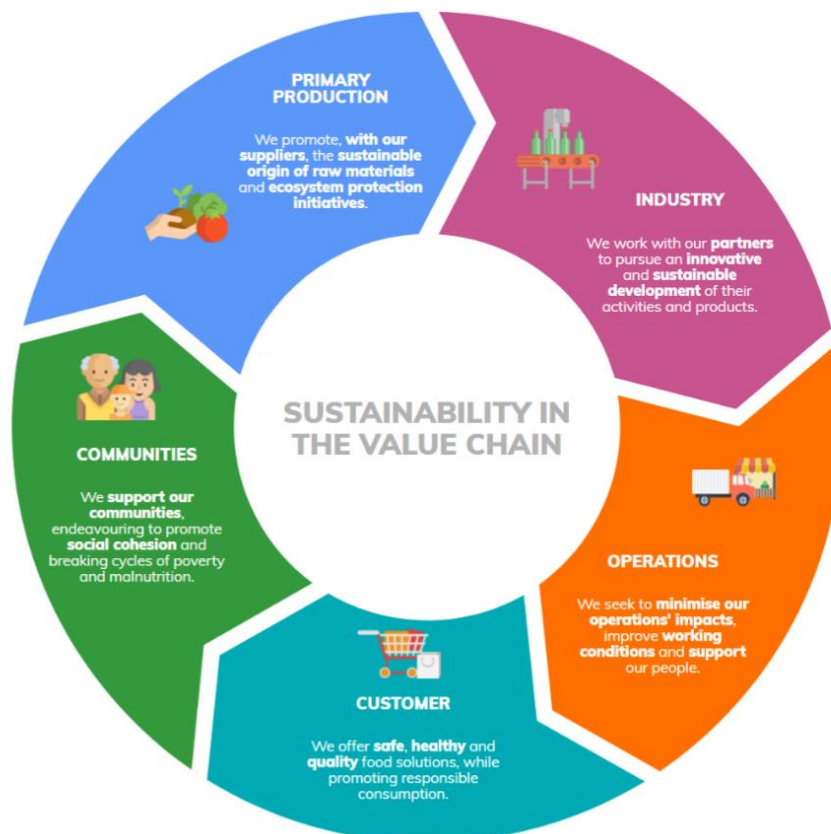 PRIMARY
PRODUCTION
We promote, with our
suppliers, the sustainable
origin of raw materials
and ecosystem protection
initiatives.
INDUSTRY
We work with our partners
to pursue an innovative
and sustainable
development of their
activities and products.
SUSTAINABILITY IN
THE VALUE CHAIN
OPERATIONS
We seek to minimise our
operations' impacts,
improve working
conditions and support
our people.
CUSTOMER
We offer safe, healthy and
quality food solutions, while
promoting responsible
consumption.
COMMUNITIES
We support our
communities,
endeavouring to promote
social cohesion and
breaking cycles of poverty
and malnutrition.